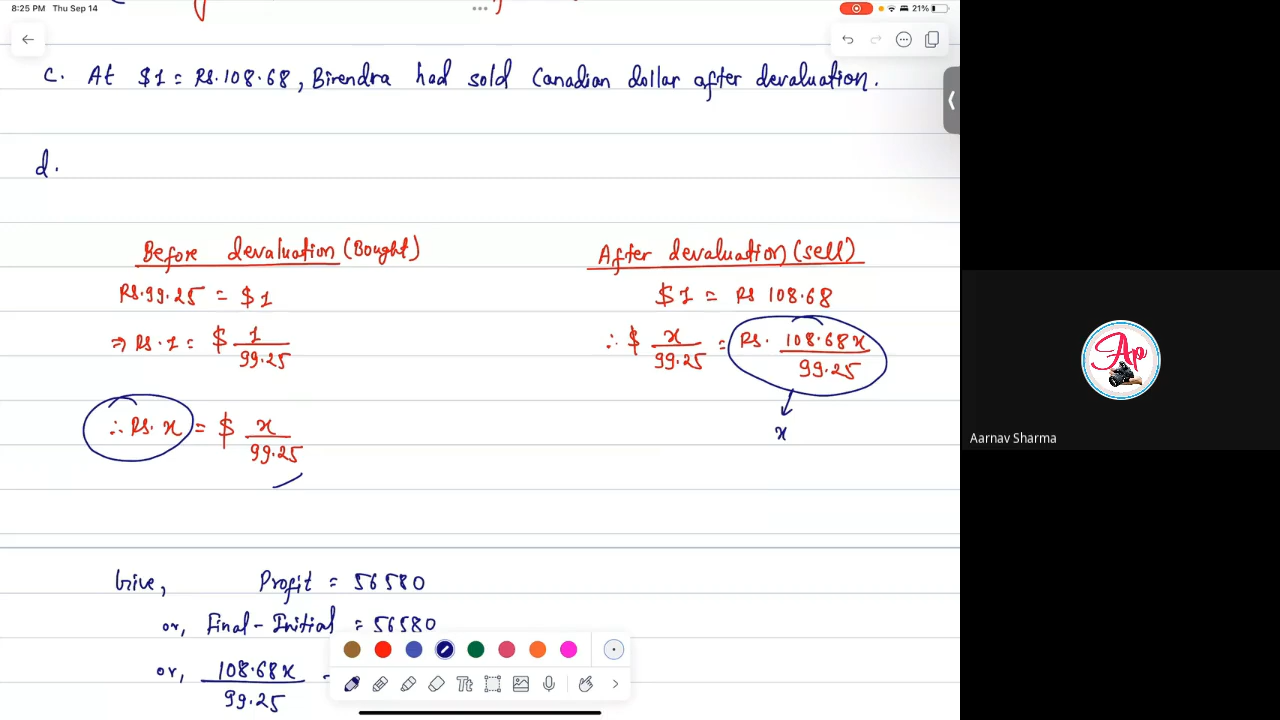 8:25 PM Thu Sep 14
21%
c. At $1 = Rs.108.68, Birendra had sold Canadian dollar after devaluation.
d.
Before devaluation (Bought)
Rs.99.25 = $1
⇒ Rs.1 = $ 1/99.25
∴ Rs. x = $ x/99.25
After devaluation (sell)
$1 = Rs 108.68
∴ $ x/99.25 = Rs. 108.68x/99.25
x
Profit = 56580
or, Final - Initial = 56580
or, 108.68x/99.25 -
Tt
Ap
Aarnav Sharma